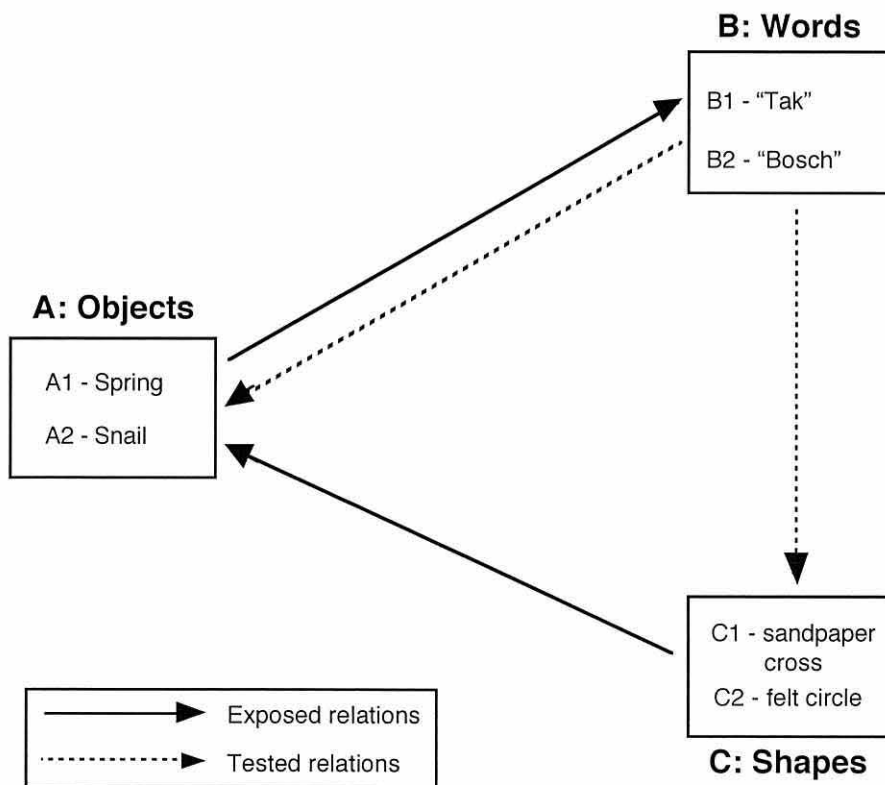 B: Words
B1 - “Tak”
B2 - “Bosch”
A: Objects
A1 - Spring
A2 - Snail
C1 - sandpaper
cross
C2 - felt circle
C: Shapes
Exposed relations
Tested relations